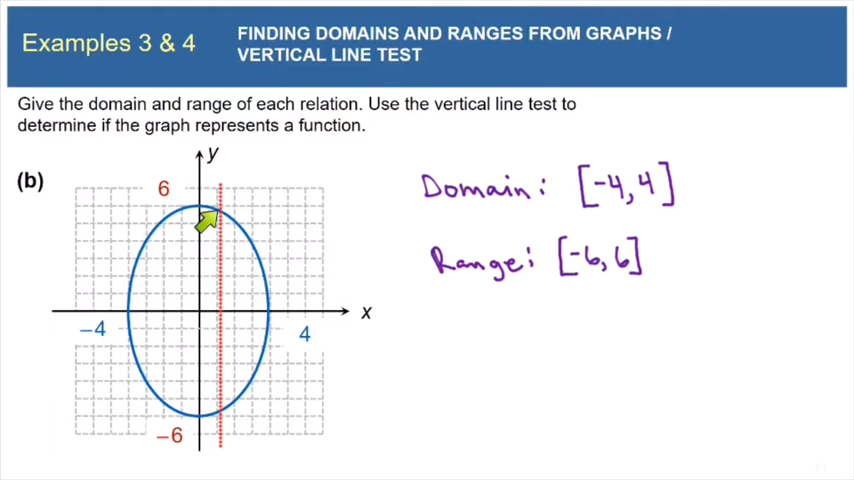 Examples 3 & 4
FINDING DOMAINS AND RANGES FROM GRAPHS /
VERTICAL LINE TEST
Give the domain and range of each relation. Use the vertical line test to
determine if the graph represents a function.
(b)
y
6
−4
x
4
−6
Domain: [-4,4]
Range: [-6,6]